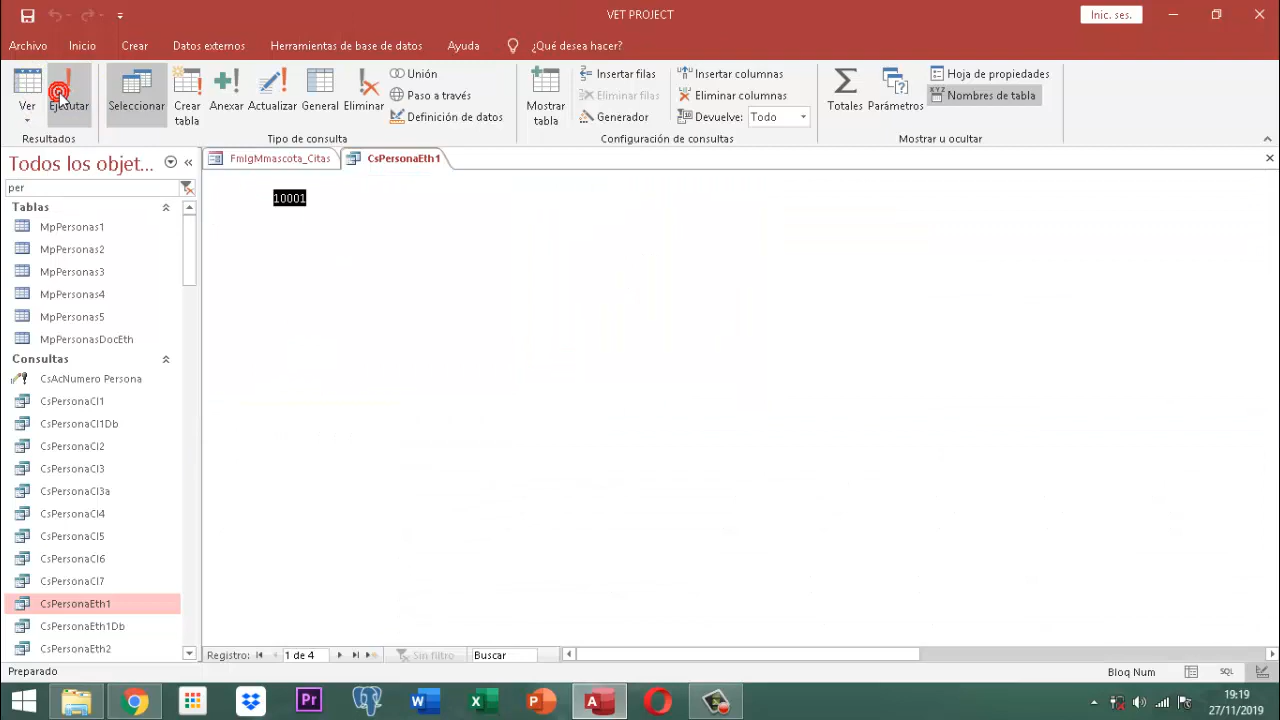 VET PROJECT
Inic. ses.
Archivo Inicio Crear Datos externos Herramientas de base de datos Ayuda ¿Qué desea hacer?
Ver Ejecutar Seleccionar Crear tabla Anexar Actualizar General Eliminar
Unión
Paso a través
Definición de datos
Mostrar tabla
Insertar filas
Eliminar filas
Generador
Insertar columnas
Eliminar columnas
Devuelve: Todo
Totales Parámetros
Hoja de propiedades
XYZ Nombres de tabla
Resultados Tipo de consulta Configuración de consultas Mostrar u ocultar
Todos los objet...
per
Tablas
MpPersonas1
MpPersonas2
MpPersonas3
MpPersonas4
MpPersonas5
MpPersonasDocEth
Consultas
CsAcNumero Persona
CsPersonaCl1
CsPersonaCl1Db
CsPersonaCl2
CsPersonaCl3
CsPersonaCl3a
CsPersonaCl4
CsPersonaCl5
CsPersonaCl6
CsPersonaCl7
CsPersonaEth1
CsPersonaEth1Db
CsPersonaEth2
FmIgMmascota_Citas CsPersonaEth1
10001
Registro: 1 de 4 Sin filtro Buscar
Preparado
Bloq Num SQL
Pr
19:19
27/11/2019